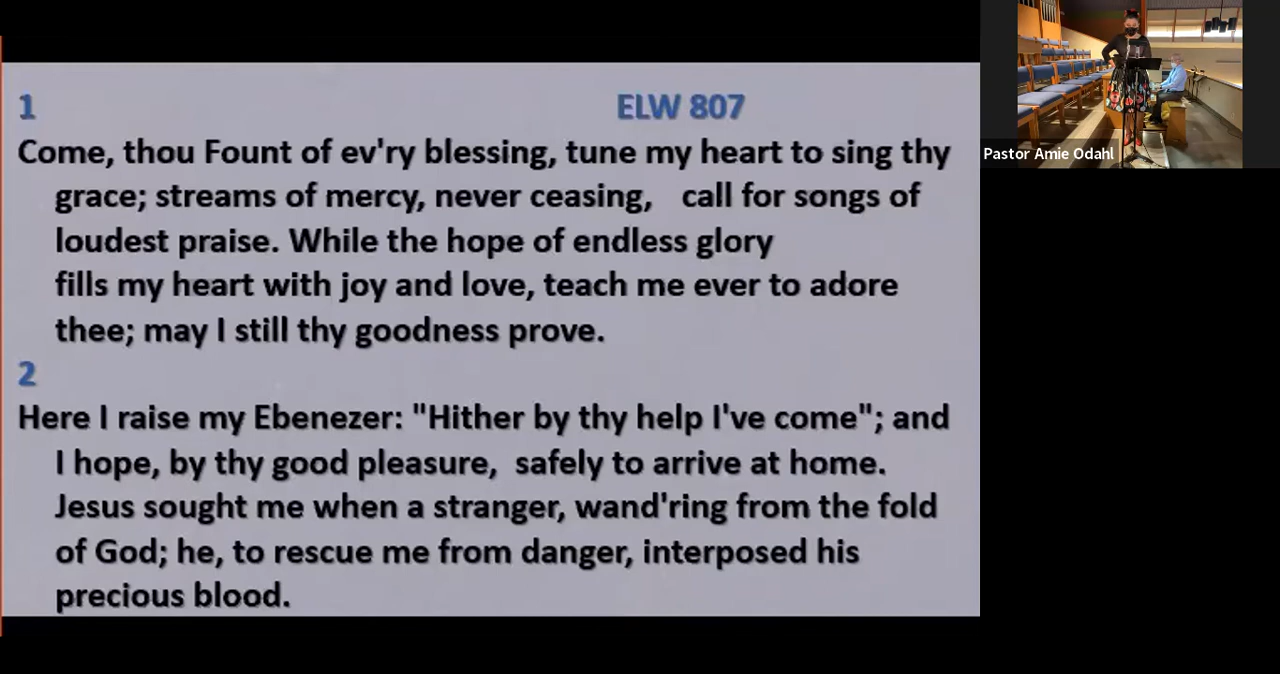 1 ELW 807
Come, thou Fount of ev'ry blessing, tune my heart to sing thy
grace; streams of mercy, never ceasing, call for songs of
loudest praise. While the hope of endless glory
fills my heart with joy and love, teach me ever to adore
thee; may I still thy goodness prove.
2
Here I raise my Ebenezer: "Hither by thy help I've come"; and
I hope, by thy good pleasure, safely to arrive at home.
Jesus sought me when a stranger, wand'ring from the fold
of God; he, to rescue me from danger, interposed his
precious blood.
Pastor Amie Odahl